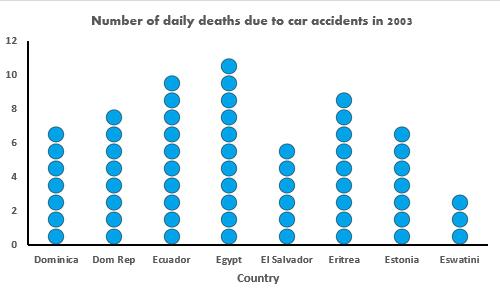 Number of daily deaths due to car accidents in 2003
12
10
8
6
4
2
0
Dominica Dom Rep Ecuador Egypt El Salvador Eritrea Estonia Eswatini
Country